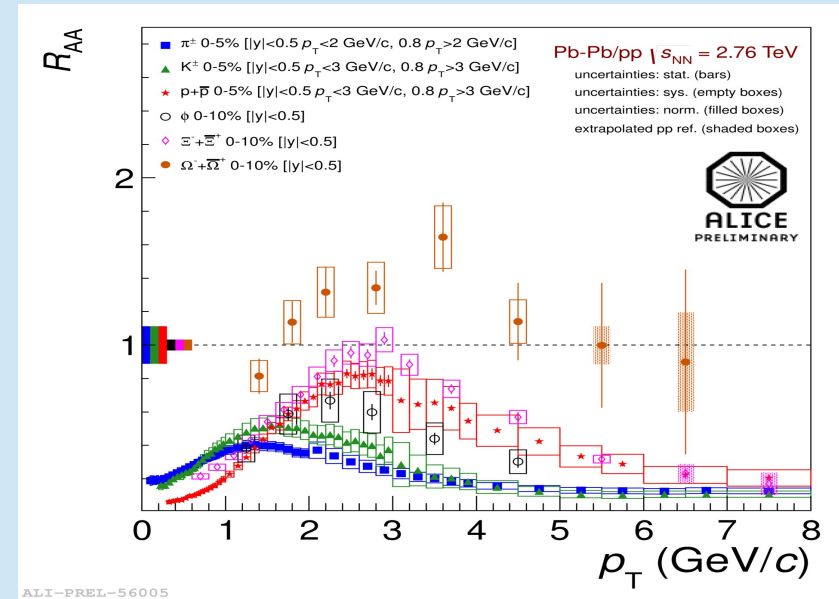 R_AA
π± 0-5% [|y|<0.5 p_T<2 GeV/c, 0.8 p_T>2 GeV/c]
K± 0-5% [|y|<0.5 p_T<3 GeV/c, 0.8 p_T>3 GeV/c]
p+p̅ 0-5% [|y|<0.5 p_T<3 GeV/c, 0.8 p_T>3 GeV/c]
ϕ 0-10% [|y|<0.5]
Ξ⁻+Ξ̅⁺ 0-10% [|y|<0.5]
Ω⁻+Ω̅⁺ 0-10% [|y|<0.5]
Pb-Pb/pp √s_NN = 2.76 TeV
uncertainties: stat. (bars)
uncertainties: sys. (empty boxes)
uncertainties: norm. (filled boxes)
extrapolated pp ref. (shaded boxes)
ALICE
PRELIMINARY
2
1
0 1 2 3 4 5 6 7 8
p_T (GeV/c)
ALI-PREL-56005